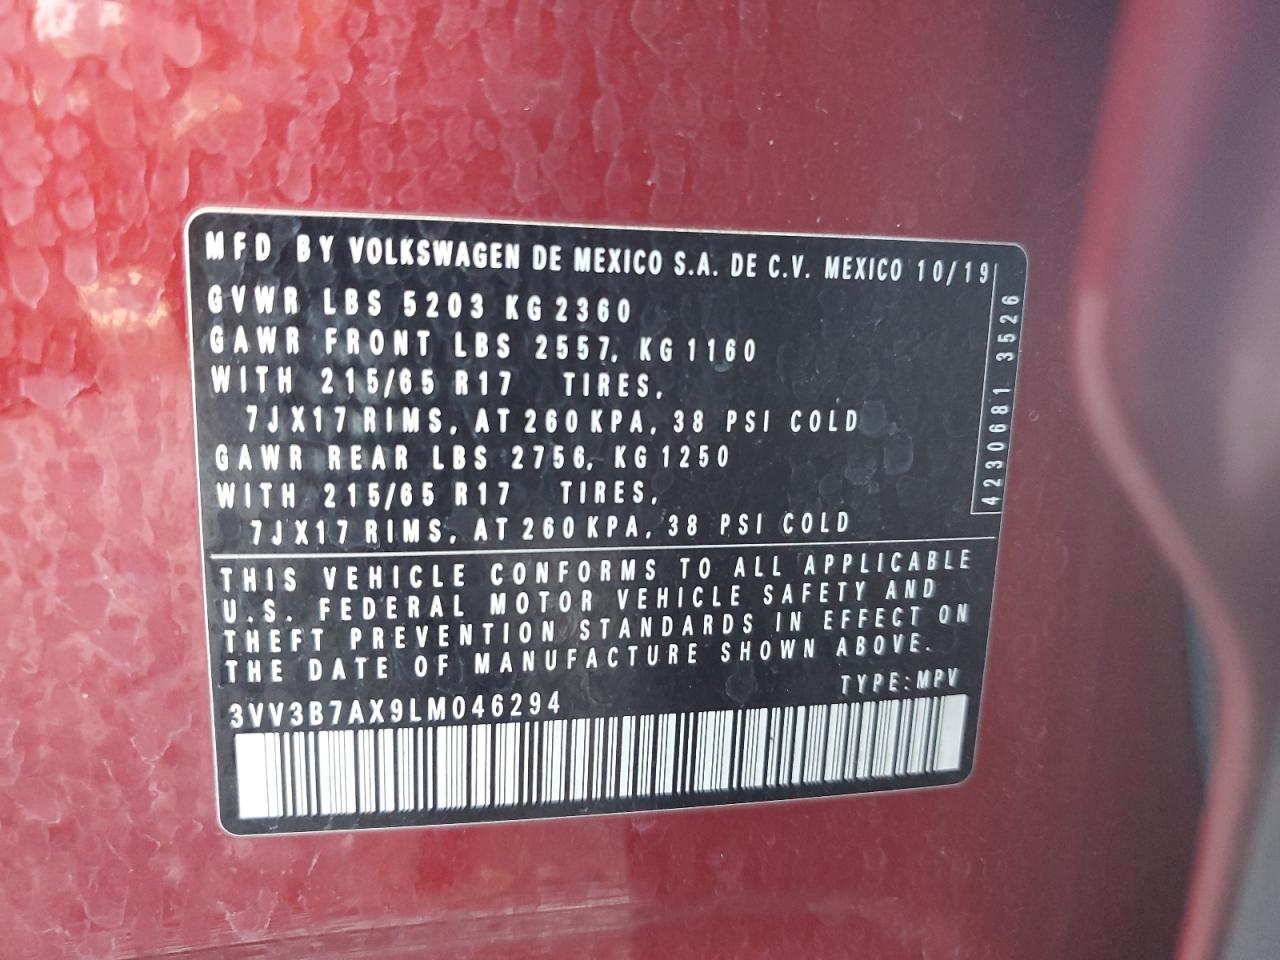 MFD BY VOLKSWAGEN DE MEXICO S.A. DE C.V. MEXICO 10/19
GVWR LBS 5203 KG 2360
GAWR FRONT LBS 2557, KG 1160
WITH 215/65 R17 TIRES,
7JX17 RIMS, AT 260 KPA, 38 PSI COLD
GAWR REAR LBS 2756, KG 1250
WITH 215/65 R17 TIRES,
7JX17 RIMS, AT 260 KPA, 38 PSI COLD
4230681 3526
THIS VEHICLE CONFORMS TO ALL APPLICABLE
U.S. FEDERAL MOTOR VEHICLE SAFETY AND
THEFT PREVENTION STANDARDS IN EFFECT ON
THE DATE OF MANUFACTURE SHOWN ABOVE.
TYPE:MPV
3VV3B7AX9LM046294